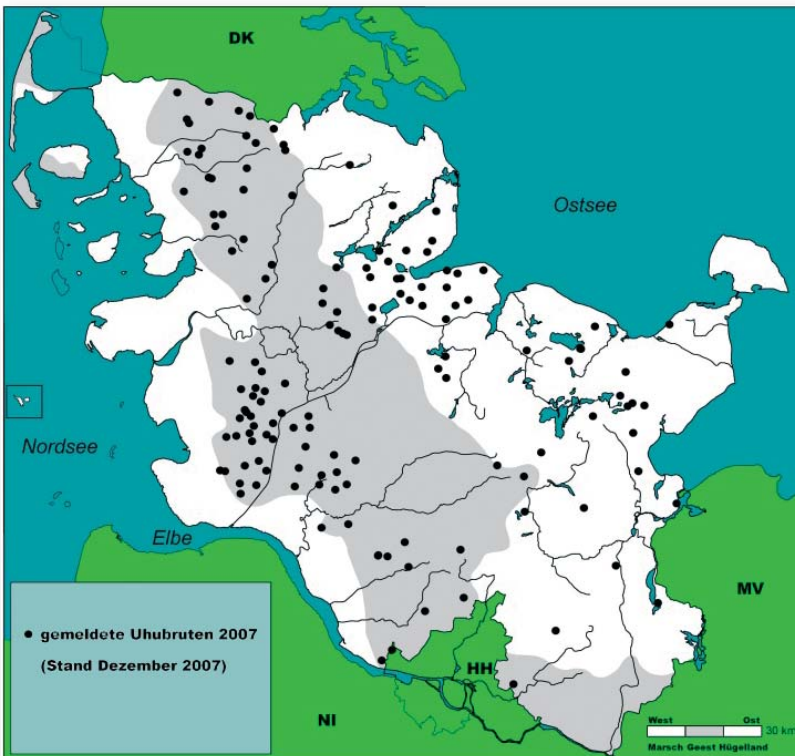 DK
Ostsee
Nordsee
Elbe
MV
gemeldete Uhubruten 2007
(Stand Dezember 2007)
HH
NI
West Ost
30 km
Marsch Geest Hügelland